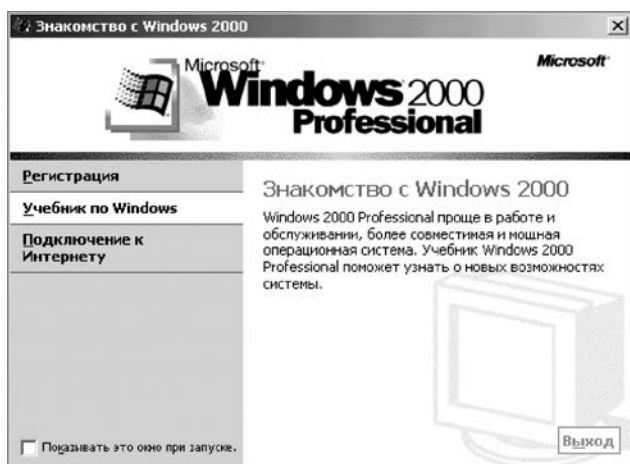 Знакомство с Windows 2000
Microsoft
Microsoft
Windows 2000
Professional
Регистрация
Учебник по Windows
Подключение к
Интернету
Знакомство с Windows 2000
Windows 2000 Professional проще в работе и
обслуживании, более совместимая и мощная
операционная система. Учебник Windows 2000
Professional поможет узнать о новых возможностях
системы.
Показывать это окно при запуске.
Выход